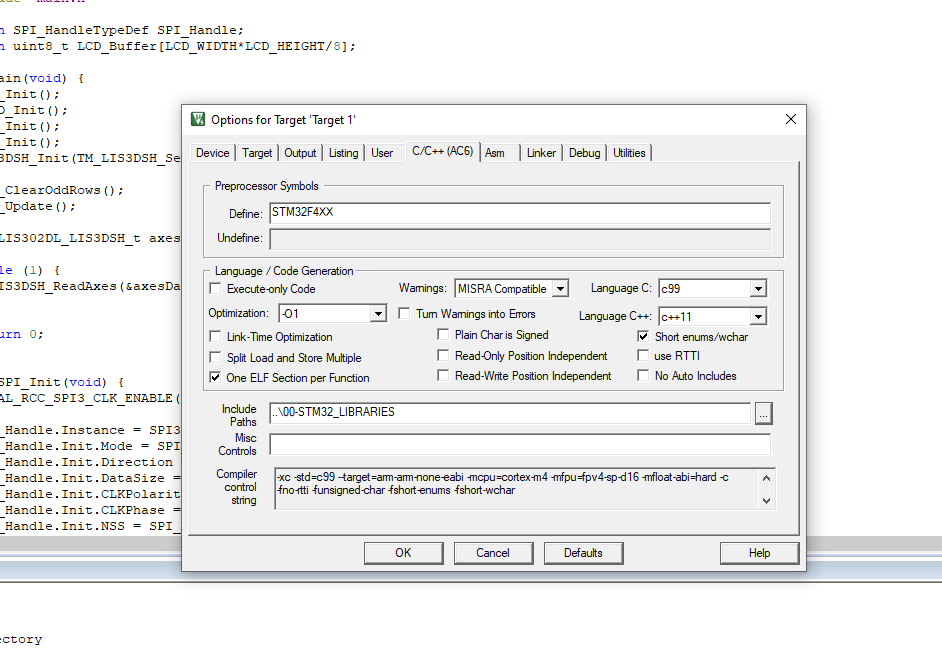 SPI_HandleTypeDef SPI_Handle;
uint8_t LCD_Buffer[LCD_WIDTH*LCD_HEIGHT/8];
ain(void) {
_Init();
D_Init();
_Init();
_Init();
3DSH_Init(TM_LIS3DSH_Se
_ClearOddRows();
_Update();
LIS302DL_LIS3DSH_t axes
le (1) {
IS3DSH_ReadAxes(&axesDa
urn 0;
SPI_Init(void) {
AL_RCC_SPI3_CLK_ENABLE(
_Handle.Instance = SPI3
_Handle.Init.Mode = SPI
_Handle.Init.Direction
_Handle.Init.DataSize =
_Handle.Init.CLKPolarit
_Handle.Init.CLKPhase =
_Handle.Init.NSS = SPI_
ectory
Options for Target 'Target 1'
Device Target Output Listing User C/C++ (AC6) Asm Linker Debug Utilities
Preprocessor Symbols
Define: STM32F4XX
Undefine:
Language / Code Generation
Execute-only Code Warnings: MISRA Compatible Language C: c99
Optimization: -O1 Turn Warnings into Errors Language C++: c++11
Link-Time Optimization Plain Char is Signed Short enums/wchar
Split Load and Store Multiple Read-Only Position Independent use RTTI
One ELF Section per Function Read-Write Position Independent No Auto Includes
Include Paths ..\00-STM32_LIBRARIES ...
Misc Controls
Compiler control string -xc -std=c99 --target=arm-arm-none-eabi -mcpu=cortex-m4 -mfpu=fpv4-sp-d16 -mfloat-abi=hard -c
-fno-rtti -funsigned-char -fshort-enums -fshort-wchar
OK Cancel Defaults Help